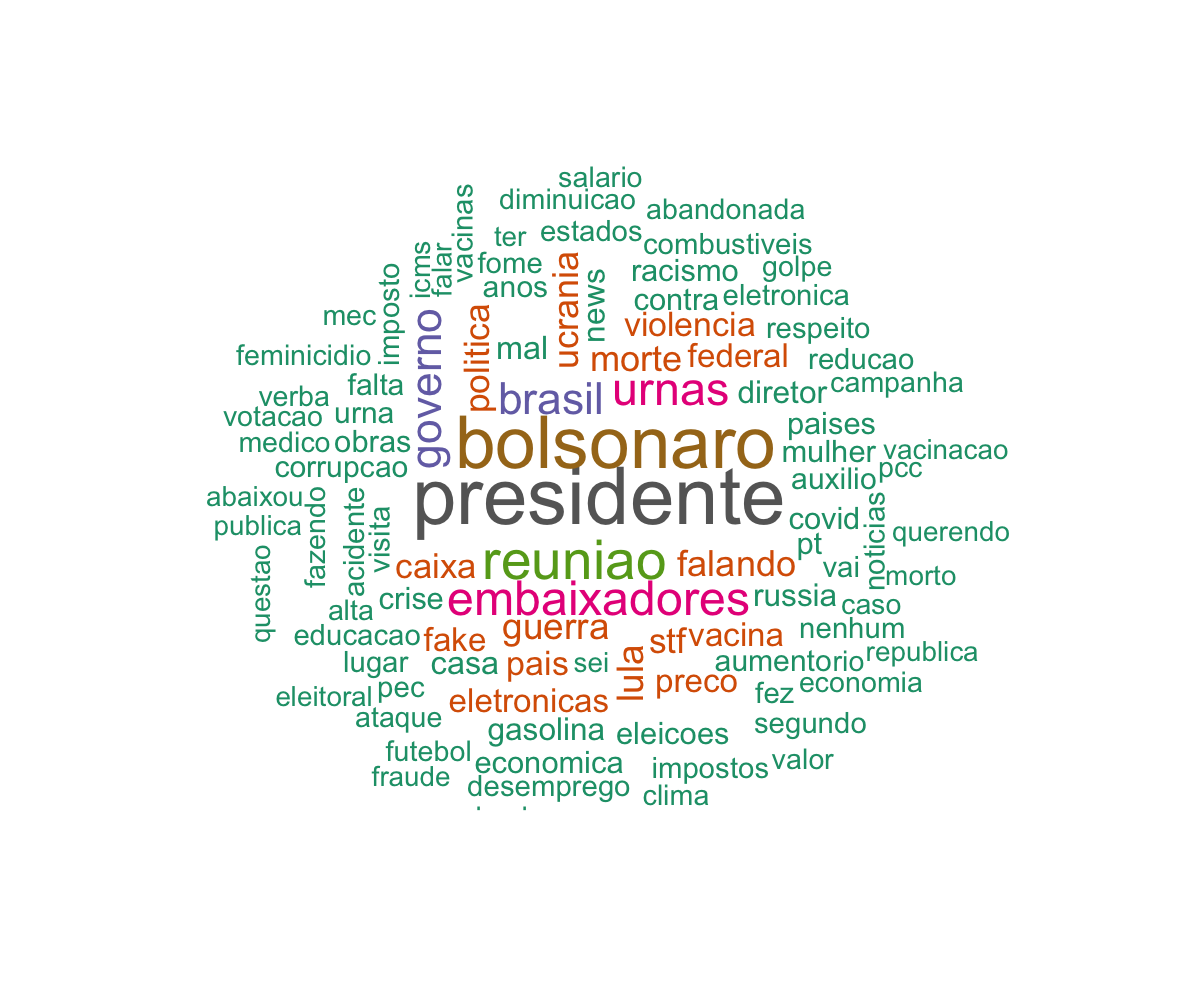 salario
diminuicao
abandonada
vacinas
ter
estados
combustiveis
icms
falar
fome
ucrania
racismo
golpe
imposto
anos
news
contra
eletronica
mec
governo
politica
mal
violencia
respeito
feminicidio
morte
federal
reducao
verba
falta
brasil
urnas
diretor
campanha
votacao
urna
bolsonaro
paises
medico
obras
mulher
vacinacao
corrupcao
auxilio
pcc
abaixou
fazendo
acidente
visita
presidente
covid
noticias
querendo
publica
pt
questao
caixa
reuniao
falando
vai
morto
alta
crise
embaixadores
russia
caso
educacao
fake
guerra
stf
vacina
nenhum
lugar
casa
pais
sei
lula
aumento
rio
republica
eleitoral
pec
eletronicas
preco
fez
economia
ataque
gasolina
eleicoes
segundo
futebol
economica
impostos
valor
fraude
desemprego
clima